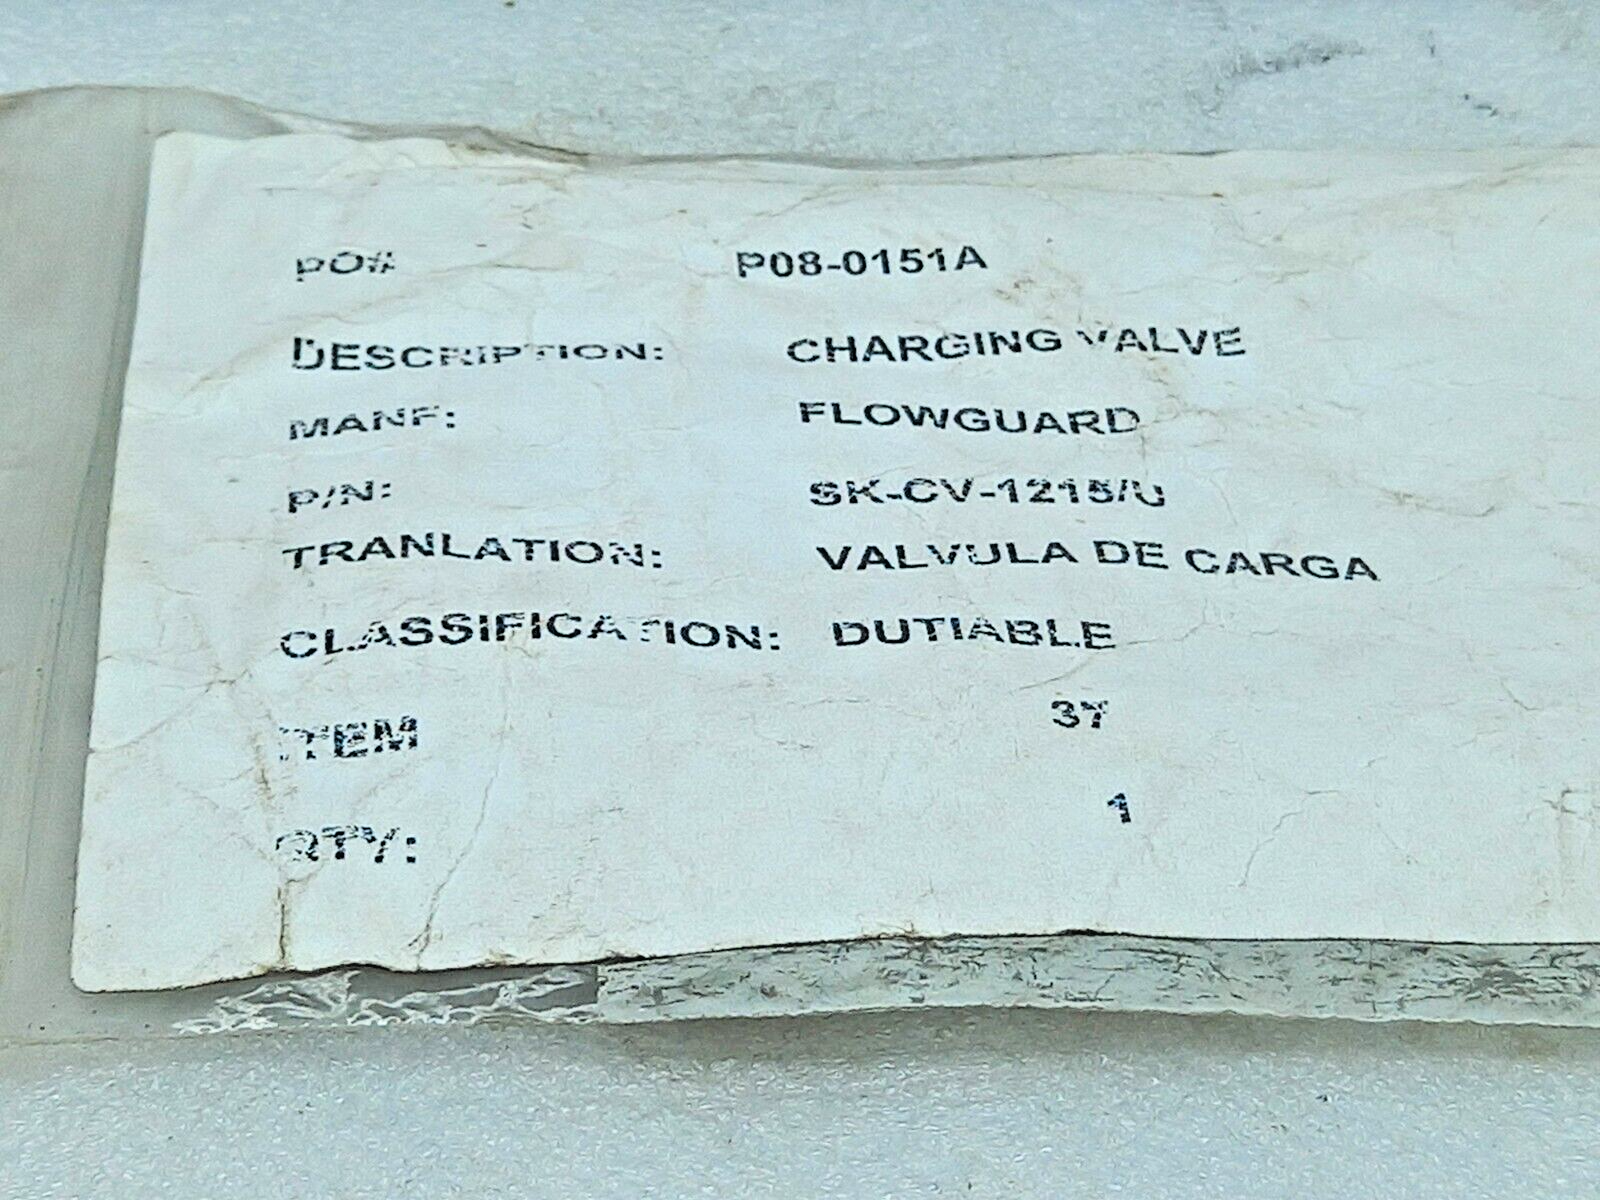 PO# P08-0151A
DESCRIPTION: CHARGING VALVE
MANF: FLOWGUARD
P/N: SK-CV-1215/U
TRANLATION: VALVULA DE CARGA
CLASSIFICATION: DUTIABLE
ITEM 37
QTY: 1